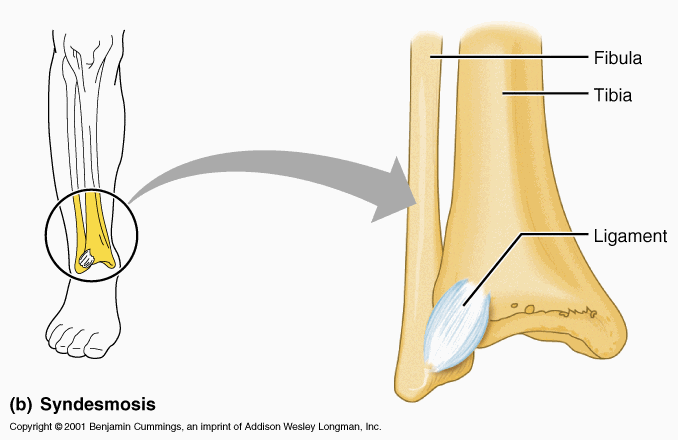 Fibula
Tibia
Ligament
(b) Syndesmosis
Copyright © 2001 Benjamin Cummings, an imprint of Addison Wesley Longman, Inc.